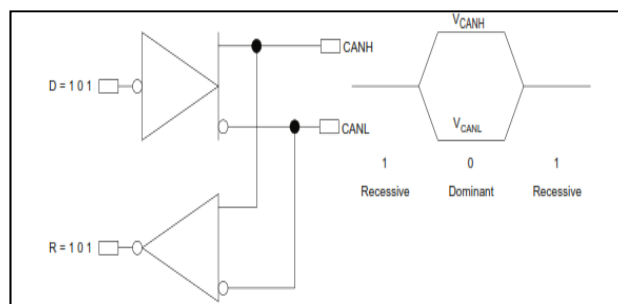 D = 1 0 1
CANH
CANL
R = 1 0 1
VCANH
VCANL
1 0 1
Recessive Dominant Recessive